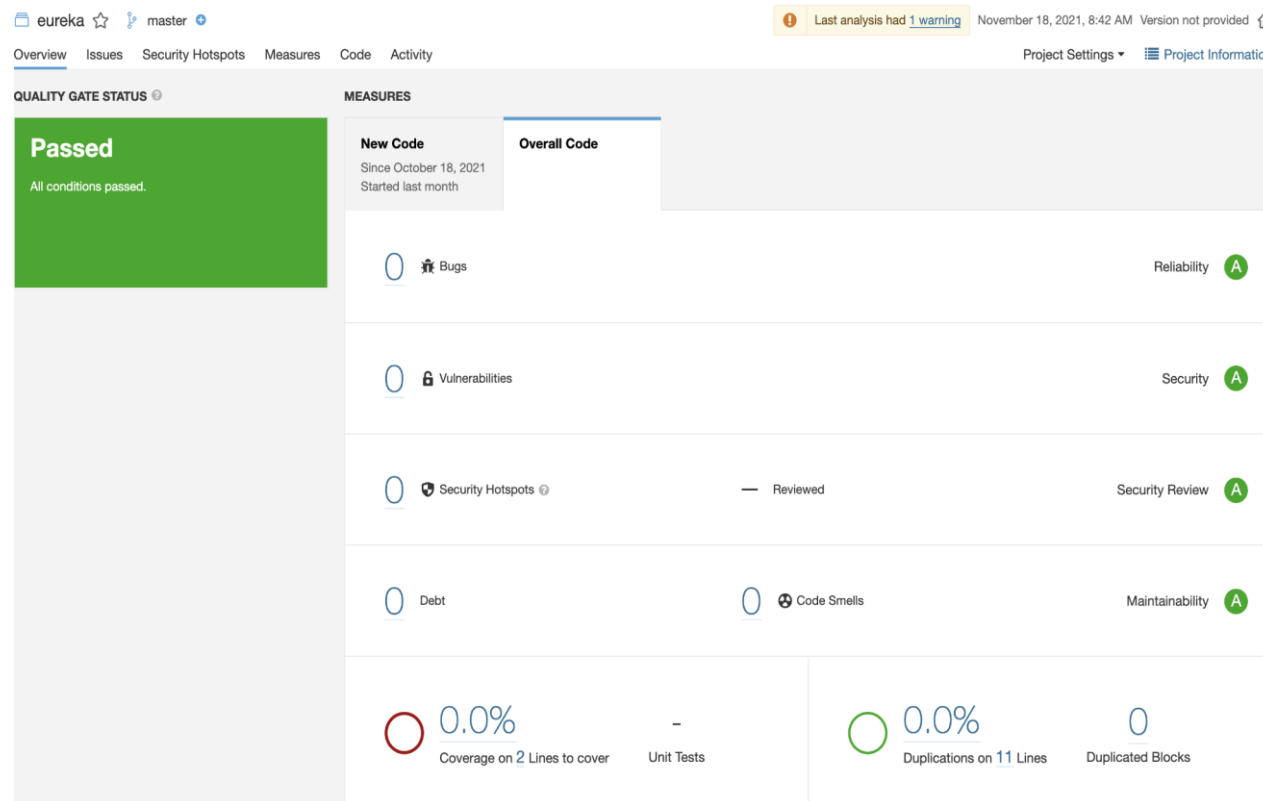 eureka master Last analysis had 1 warning November 18, 2021, 8:42 AM Version not provided
Overview Issues Security Hotspots Measures Code Activity Project Settings Project Informatic
QUALITY GATE STATUS ?
MEASURES
Passed
All conditions passed.
New Code
Since October 18, 2021
Started last month
Overall Code
0 Bugs Reliability A
0 Vulnerabilities Security A
0 Security Hotspots ? — Reviewed Security Review A
0 Debt 0 Code Smells Maintainability A
0.0%
Coverage on 2 Lines to cover
-
Unit Tests
0.0%
Duplications on 11 Lines
0
Duplicated Blocks